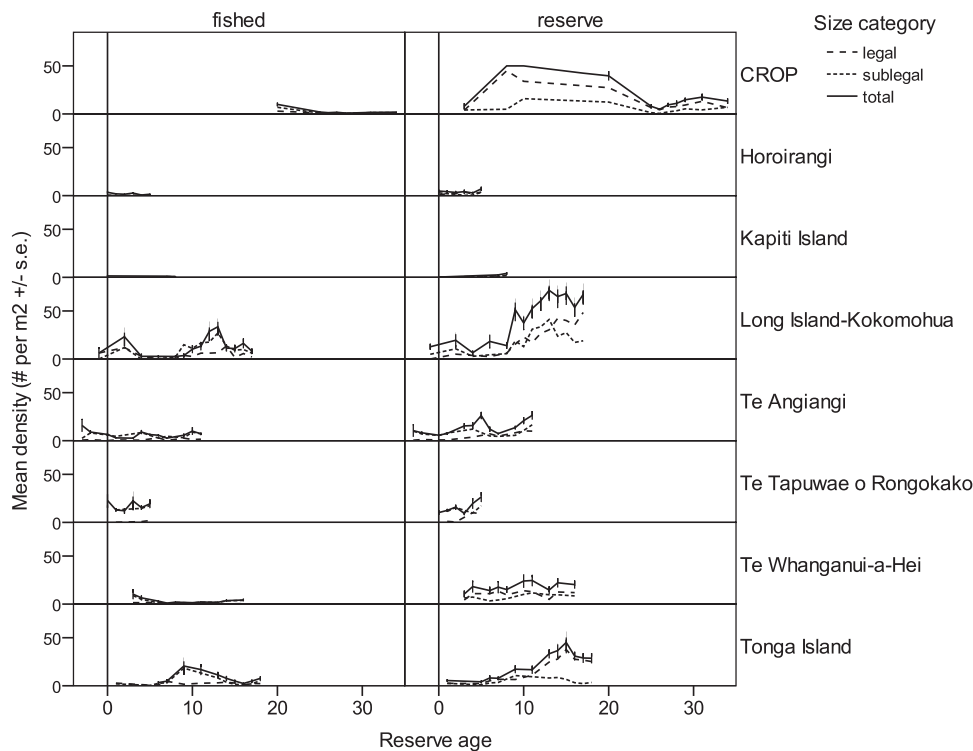 fished reserve
Size category
legal
sublegal
total
50
0
CROP
50
0
Horoirangi
50
0
Kapiti Island
50
0
Long Island-Kokomohua
50
0
Te Angiangi
50
0
Te Tapuwae o Rongokako
50
0
Te Whanganui-a-Hei
50
0
Tonga Island
Mean density (# per m2 +/- s.e.)
0 10 20 30 0 10 20 30
Reserve age